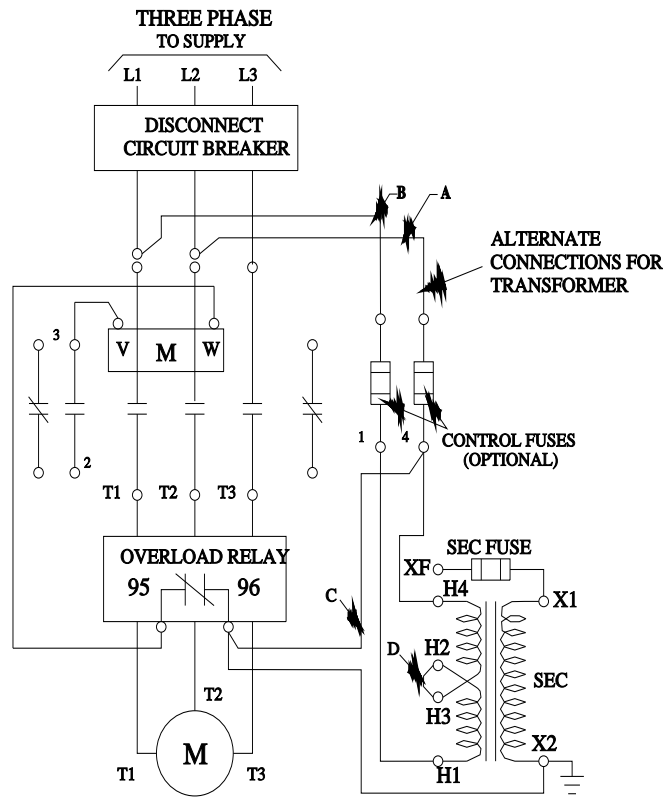 THREE PHASE
TO SUPPLY
L1 L2 L3
DISCONNECT
CIRCUIT BREAKER
B A
ALTERNATE
CONNECTIONS FOR
TRANSFORMER
3
V M W
1 4
CONTROL FUSES
(OPTIONAL)
2
T1 T2 T3
OVERLOAD RELAY
95 96
SEC FUSE
XF
H4 X1
C
D H2
SEC
H3
T2
X2
M
T1 T3
H1